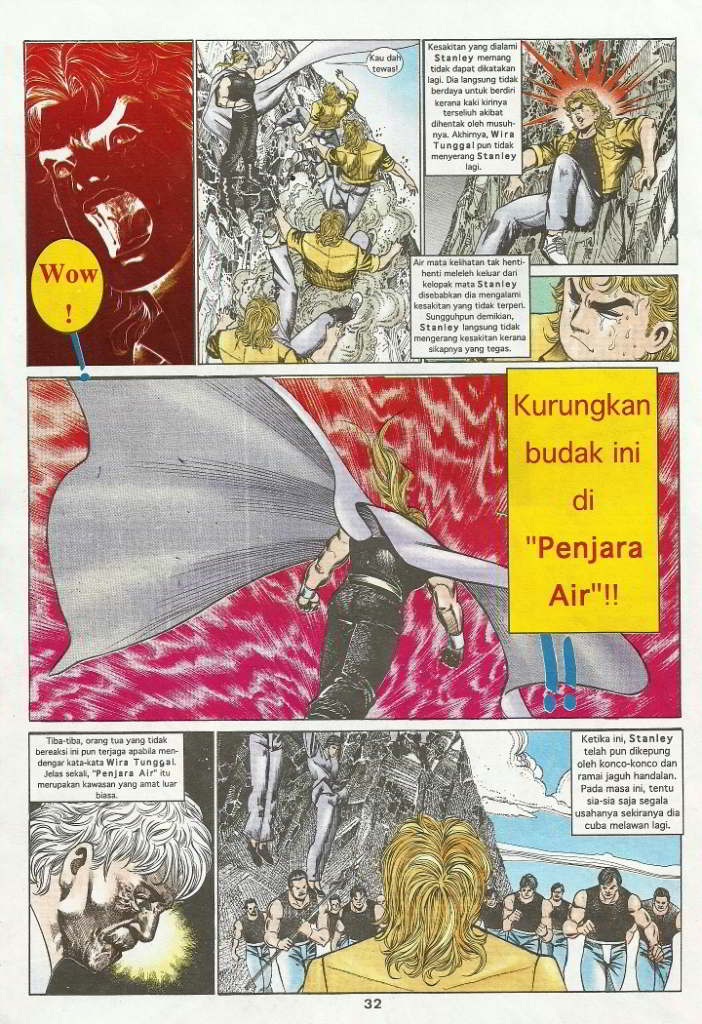 Wow
!
Kau dah
tewas!
Kesakitan yang dialami
Stanley memang
tidak dapat dikatakan
lagi. Dia langsung tidak
berdaya untuk berdiri
kerana kaki kirinya
terseliuh akibat
dihentak oleh musuh-
nya. Akhirnya, Wira
Tunggal pun tidak
menyerang Stanley
lagi.
Air mata kelihatan tak henti-
henti meleleh keluar dari
kelopak mata Stanley
disebabkan dia mengalami
kesakitan yang tidak terperi.
Sungguhpun demikian,
Stanley langsung tidak
mengerang kesakitan kerana
sikapnya yang tegas.
Kurungkan
budak ini
di
"Penjara
Air"!!
!!
Tiba-tiba, orang tua yang tidak
bereaksi ini pun terjaga apabila men-
dengar kata-kata Wira Tunggal.
Jelas sekali, "Penjara Air" itu
merupakan kawasan yang amat luar
biasa.
Ketika ini, Stanley
telah pun dikepung
oleh konco-konco dan
ramai jaguh handalan.
Pada masa ini, tentu
sia-sia saja segala
usahanya sekiranya dia
cuba melawan lagi.
32